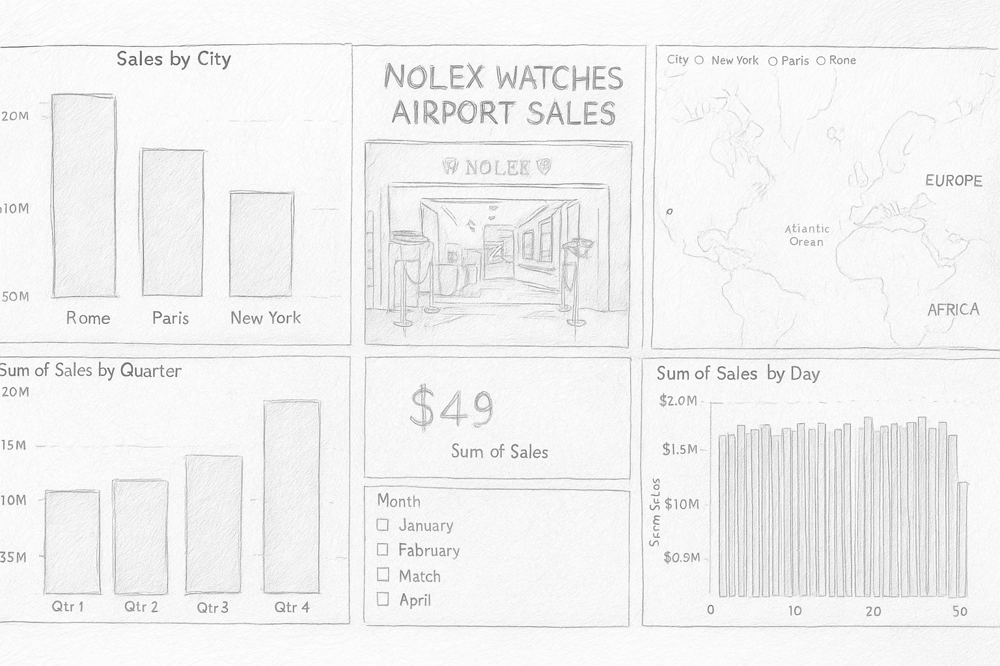 Sales by City
20M
10M
50M
Rome
Paris
New York
NOLEX WATCHES
AIRPORT SALES
NOLEK
City New York Paris Rone
EUROPE
Atiantic
Orean
AFRICA
Sum of Sales by Quarter
20M
15M
10M
35M
Qtr 1
Qtr 2
Qtr 3
Qtr 4
$49
Sum of Sales
Month
January
Fabruary
Match
April
Sum of Sales by Day
$2.0M
$1.5M
$10M
$0.9M
0
10
20
50